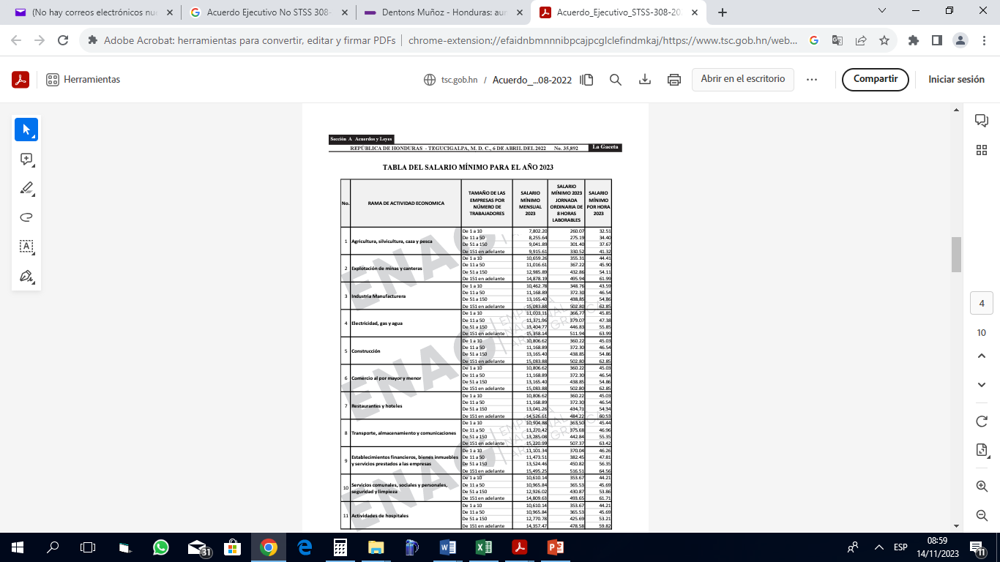 (No hay correos electrónicos nue
Acuerdo Ejecutivo No STSS 308-
Dentons Muñoz - Honduras: aun
Acuerdo_Ejecutivo_STSS-308-20
Adobe Acrobat: herramientas para convertir, editar y firmar PDFs
chrome-extension://efaidnbmnnnibpcajpcglclefindmkaj/https://www.tsc.gob.hn/web...
Herramientas
tsc.gob.hn / Acuerdo_...08-2022
Abrir en el escritorio
Compartir
Iniciar sesión
Sección A Acuerdos y Leyes
REPÚBLICA DE HONDURAS - TEGUCIGALPA, M. D. C., 6 DE ABRIL DEL 2022 No. 35,892 La Gaceta
TABLA DEL SALARIO MÍNIMO PARA EL AÑO 2023
No. RAMA DE ACTIVIDAD ECONOMICA TAMAÑO DE LAS EMPRESAS POR NÚMERO DE TRABAJADORES SALARIO MÍNIMO MENSUAL 2023 SALARIO MÍNIMO 2023 JORNADA ORDINARIA DE 8 HORAS LABORABLES SALARIO MÍNIMO POR HORA 2023
1 Agricultura, silvicultura, caza y pesca
De 1 a 10 7,802.20 260.07 32.51
De 11 a 50 8,255.64 275.19 34.40
De 51 a 150 9,041.89 301.40 37.67
De 151 en adelante 9,915.61 330.52 41.32
2 Explotación de minas y canteras
De 1 a 10 10,659.26 355.31 44.41
De 11 a 50 11,016.61 367.22 45.90
De 51 a 150 12,985.89 432.86 54.11
De 151 en adelante 14,878.19 495.94 61.99
3 Industria Manufacturera
De 1 a 10 10,462.78 348.76 43.59
De 11 a 50 11,168.89 372.30 46.54
De 51 a 150 13,165.40 438.85 54.86
De 151 en adelante 15,083.88 502.80 62.85
4 Electricidad, gas y agua
De 1 a 10 11,003.11 366.77 45.85
De 11 a 50 11,371.96 379.07 47.38
De 51 a 150 13,404.77 446.83 55.85
De 151 en adelante 15,358.14 511.94 63.99
5 Construcción
De 1 a 10 10,806.62 360.22 45.03
De 11 a 50 11,168.89 372.30 46.54
De 51 a 150 13,165.40 438.85 54.86
De 151 en adelante 15,083.88 502.80 62.85
6 Comercio al por mayor y menor
De 1 a 10 10,806.62 360.22 45.03
De 11 a 50 11,168.89 372.30 46.54
De 51 a 150 13,165.40 438.85 54.86
De 151 en adelante 15,083.88 502.80 62.85
7 Restaurantes y hoteles
De 1 a 10 10,806.62 360.22 45.03
De 11 a 50 11,168.89 372.30 46.54
De 51 a 150 13,041.26 434.71 54.34
De 151 en adelante 14,526.61 484.22 60.53
8 Transporte, almacenamiento y comunicaciones
De 1 a 10 10,904.88 363.50 45.44
De 11 a 50 11,270.42 375.68 46.96
De 51 a 150 13,285.08 442.84 55.35
De 151 en adelante 15,220.99 507.37 63.42
9 Establecimientos financieros, bienes inmuebles
y servicios prestados a las empresas
De 1 a 10 11,101.34 370.04 46.26
De 11 a 50 11,473.51 382.45 47.81
De 51 a 150 13,524.46 450.82 56.35
De 151 en adelante 15,495.25 516.51 64.56
10 Servicios comunales, sociales y personales,
seguridad y limpieza
De 1 a 10 10,610.14 353.67 44.21
De 11 a 50 10,965.84 365.53 45.69
De 51 a 150 12,926.02 430.87 53.86
De 151 en adelante 14,809.63 493.65 61.71
11 Actividades de hospitales
De 1 a 10 10,610.14 353.67 44.21
De 11 a 50 10,965.84 365.53 45.69
De 51 a 150 12,770.78 425.69 53.21
De 151 en adelante 14,357.47 478.58 59.82
ENAG
ENAG
ENAG
4
10
31
ESP
08:59
14/11/2023
11